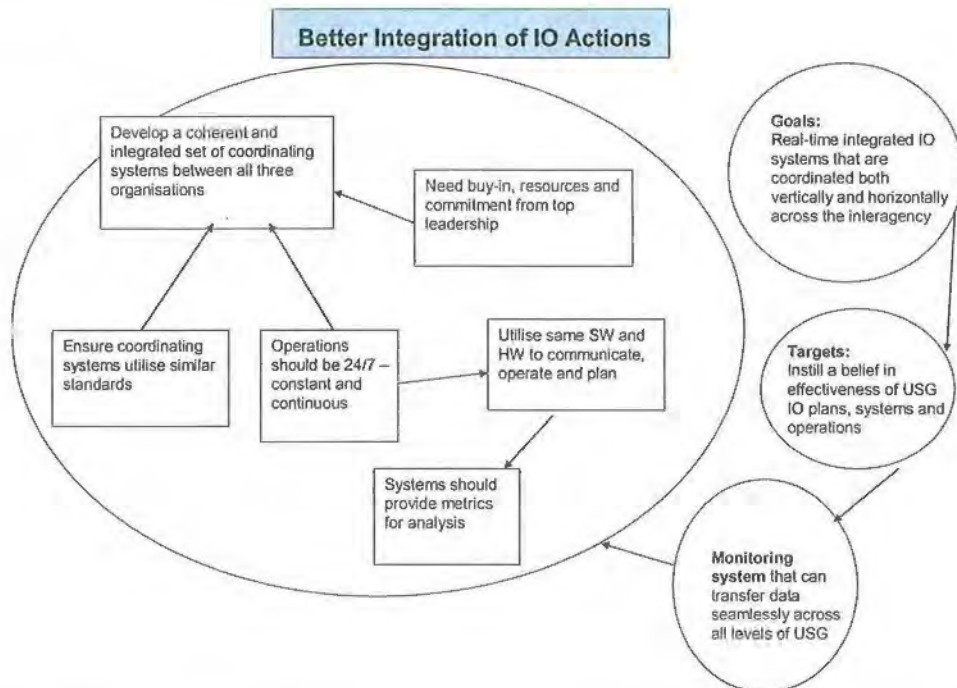 Better Integration of IO Actions
Develop a coherent and
integrated set of coordinating
systems between all three
organisations
Need buy-in, resources and
commitment from top
leadership
Ensure coordinating
systems utilise similar
standards
Operations
should be 24/7 –
constant and
continuous
Utilise same SW and
HW to communicate,
operate and plan
Systems should
provide metrics
for analysis
Goals:
Real-time integrated IO
systems that are
coordinated both
vertically and horizontally
across the interagency
Targets:
Instill a belief in
effectiveness of USG
IO plans, systems and
operations
Monitoring
system that can
transfer data
seamlessly across
all levels of USG